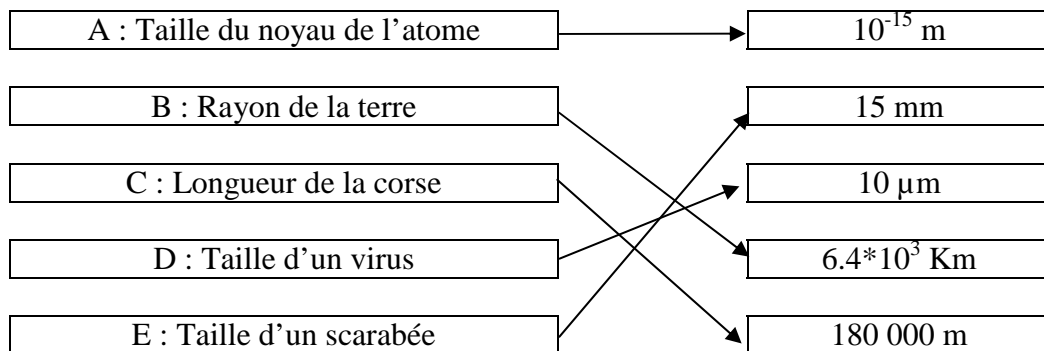 A : Taille du noyau de l’atome 10⁻¹⁵ m
B : Rayon de la terre 15 mm
C : Longueur de la corse 10 µm
D : Taille d’un virus 6.4*10³ Km
E : Taille d’un scarabée 180 000 m